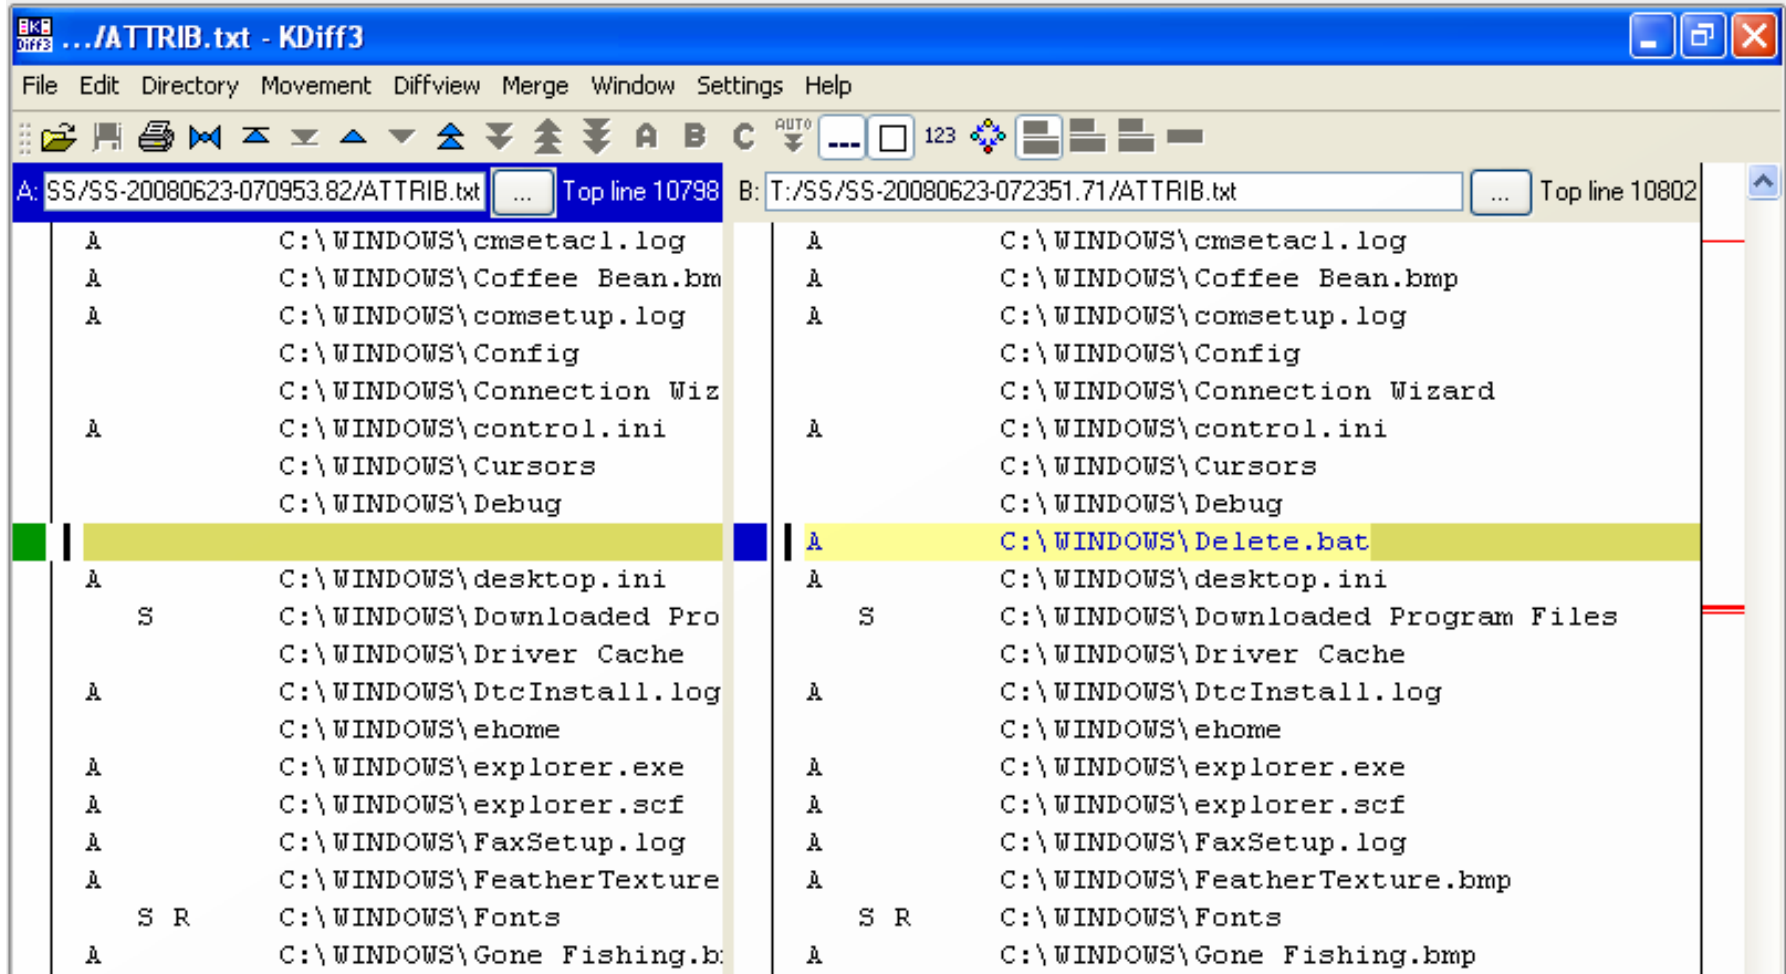 .../ATTRIB.txt - KDiff3
File Edit Directory Movement Diffview Merge Window Settings Help
A B C AUTO 123
A: SS/SS-20080623-070953.82/ATTRIB.txt ... Top line 10798 B: T:/SS/SS-20080623-072351.71/ATTRIB.txt ... Top line 10802
A C:\WINDOWS\cmsetacl.log A C:\WINDOWS\cmsetacl.log
A C:\WINDOWS\Coffee Bean.bm A C:\WINDOWS\Coffee Bean.bmp
A C:\WINDOWS\comsetup.log A C:\WINDOWS\comsetup.log
C:\WINDOWS\Config C:\WINDOWS\Config
C:\WINDOWS\Connection Wiz C:\WINDOWS\Connection Wizard
A C:\WINDOWS\control.ini A C:\WINDOWS\control.ini
C:\WINDOWS\Cursors C:\WINDOWS\Cursors
C:\WINDOWS\Debug C:\WINDOWS\Debug
A C:\WINDOWS\Delete.bat
A C:\WINDOWS\desktop.ini A C:\WINDOWS\desktop.ini
S C:\WINDOWS\Downloaded Pro S C:\WINDOWS\Downloaded Program Files
C:\WINDOWS\Driver Cache C:\WINDOWS\Driver Cache
A C:\WINDOWS\DtcInstall.log A C:\WINDOWS\DtcInstall.log
C:\WINDOWS\ehome C:\WINDOWS\ehome
A C:\WINDOWS\explorer.exe A C:\WINDOWS\explorer.exe
A C:\WINDOWS\explorer.scf A C:\WINDOWS\explorer.scf
A C:\WINDOWS\FaxSetup.log A C:\WINDOWS\FaxSetup.log
A C:\WINDOWS\FeatherTexture A C:\WINDOWS\FeatherTexture.bmp
S R C:\WINDOWS\Fonts S R C:\WINDOWS\Fonts
A C:\WINDOWS\Gone Fishing.b A C:\WINDOWS\Gone Fishing.bmp